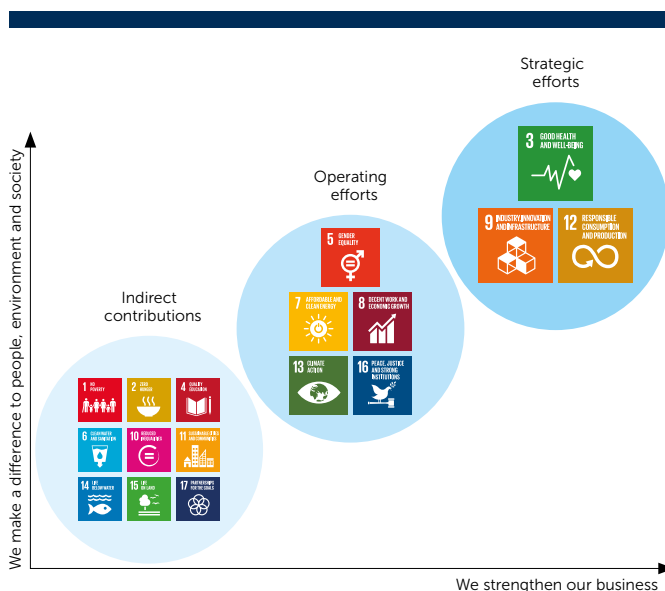 Strategic
efforts
3 GOOD HEALTH
AND WELL-BEING
9 INDUSTRY, INNOVATION
AND INFRASTRUCTURE
12 RESPONSIBLE
CONSUMPTION
AND PRODUCTION
Operating
efforts
5 GENDER
EQUALITY
7 AFFORDABLE AND
CLEAN ENERGY
8 DECENT WORK AND
ECONOMIC GROWTH
13 CLIMATE
ACTION
16 PEACE, JUSTICE
AND STRONG
INSTITUTIONS
Indirect
contributions
1 NO
POVERTY
2 ZERO
HUNGER
4 QUALITY
EDUCATION
6 CLEAN WATER
AND SANITATION
10 REDUCED
INEQUALITIES
11 SUSTAINABLE CITIES
AND COMMUNITIES
14 LIFE
BELOW WATER
15 LIFE
ON LAND
17 PARTNERSHIPS
FOR THE GOALS
We make a difference to people, environment and society
We strengthen our business